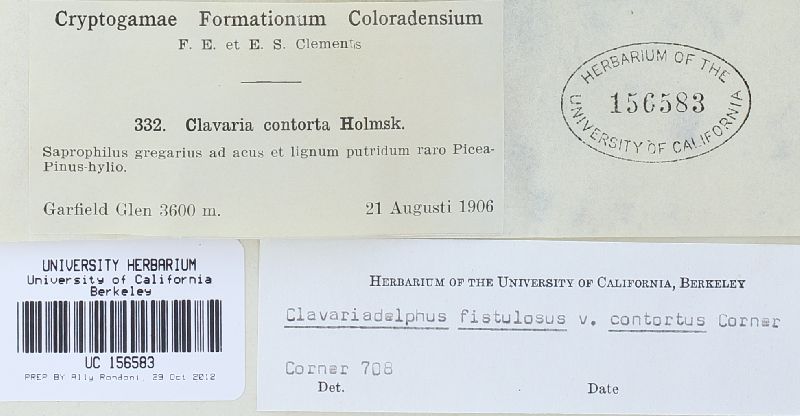 Cryptogamae Formationum Coloradensium
F. E. et E. S. Clements
332. Clavaria contorta Holmsk.
Saprophilus gregarius ad acus et lignum putridum raro Picea-
Pinus-hylio.
Garfield Glen 3600 m. 21 Augusti 1906
HERBARIUM OF THE
156583
UNIVERSITY OF CALIFORNIA
UNIVERSITY HERBARIUM
University of California
Berkeley
UC 156583
PREP BY Ally Rondoni, 29 Oct 2012
HERBARIUM OF THE UNIVERSITY OF CALIFORNIA, BERKELEY
Clavariadelphus fistulosus v. contortus Corner
Corner 708
Det. Date